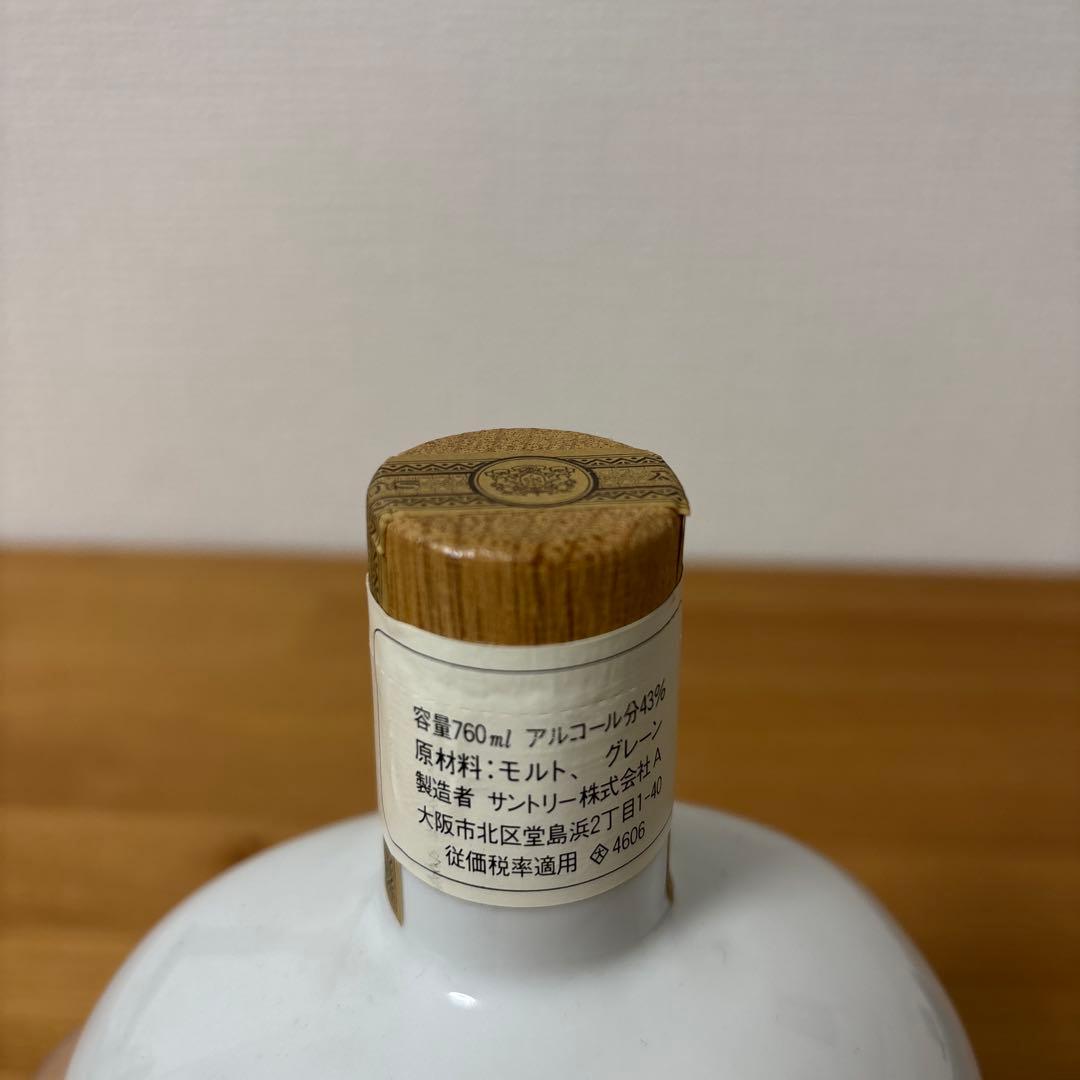 容量760ml アルコール分43%
原材料:モルト、 グレーン
製造者 サントリー株式会社A
大阪市北区堂島浜2丁目1-40
従価税率適用 4606